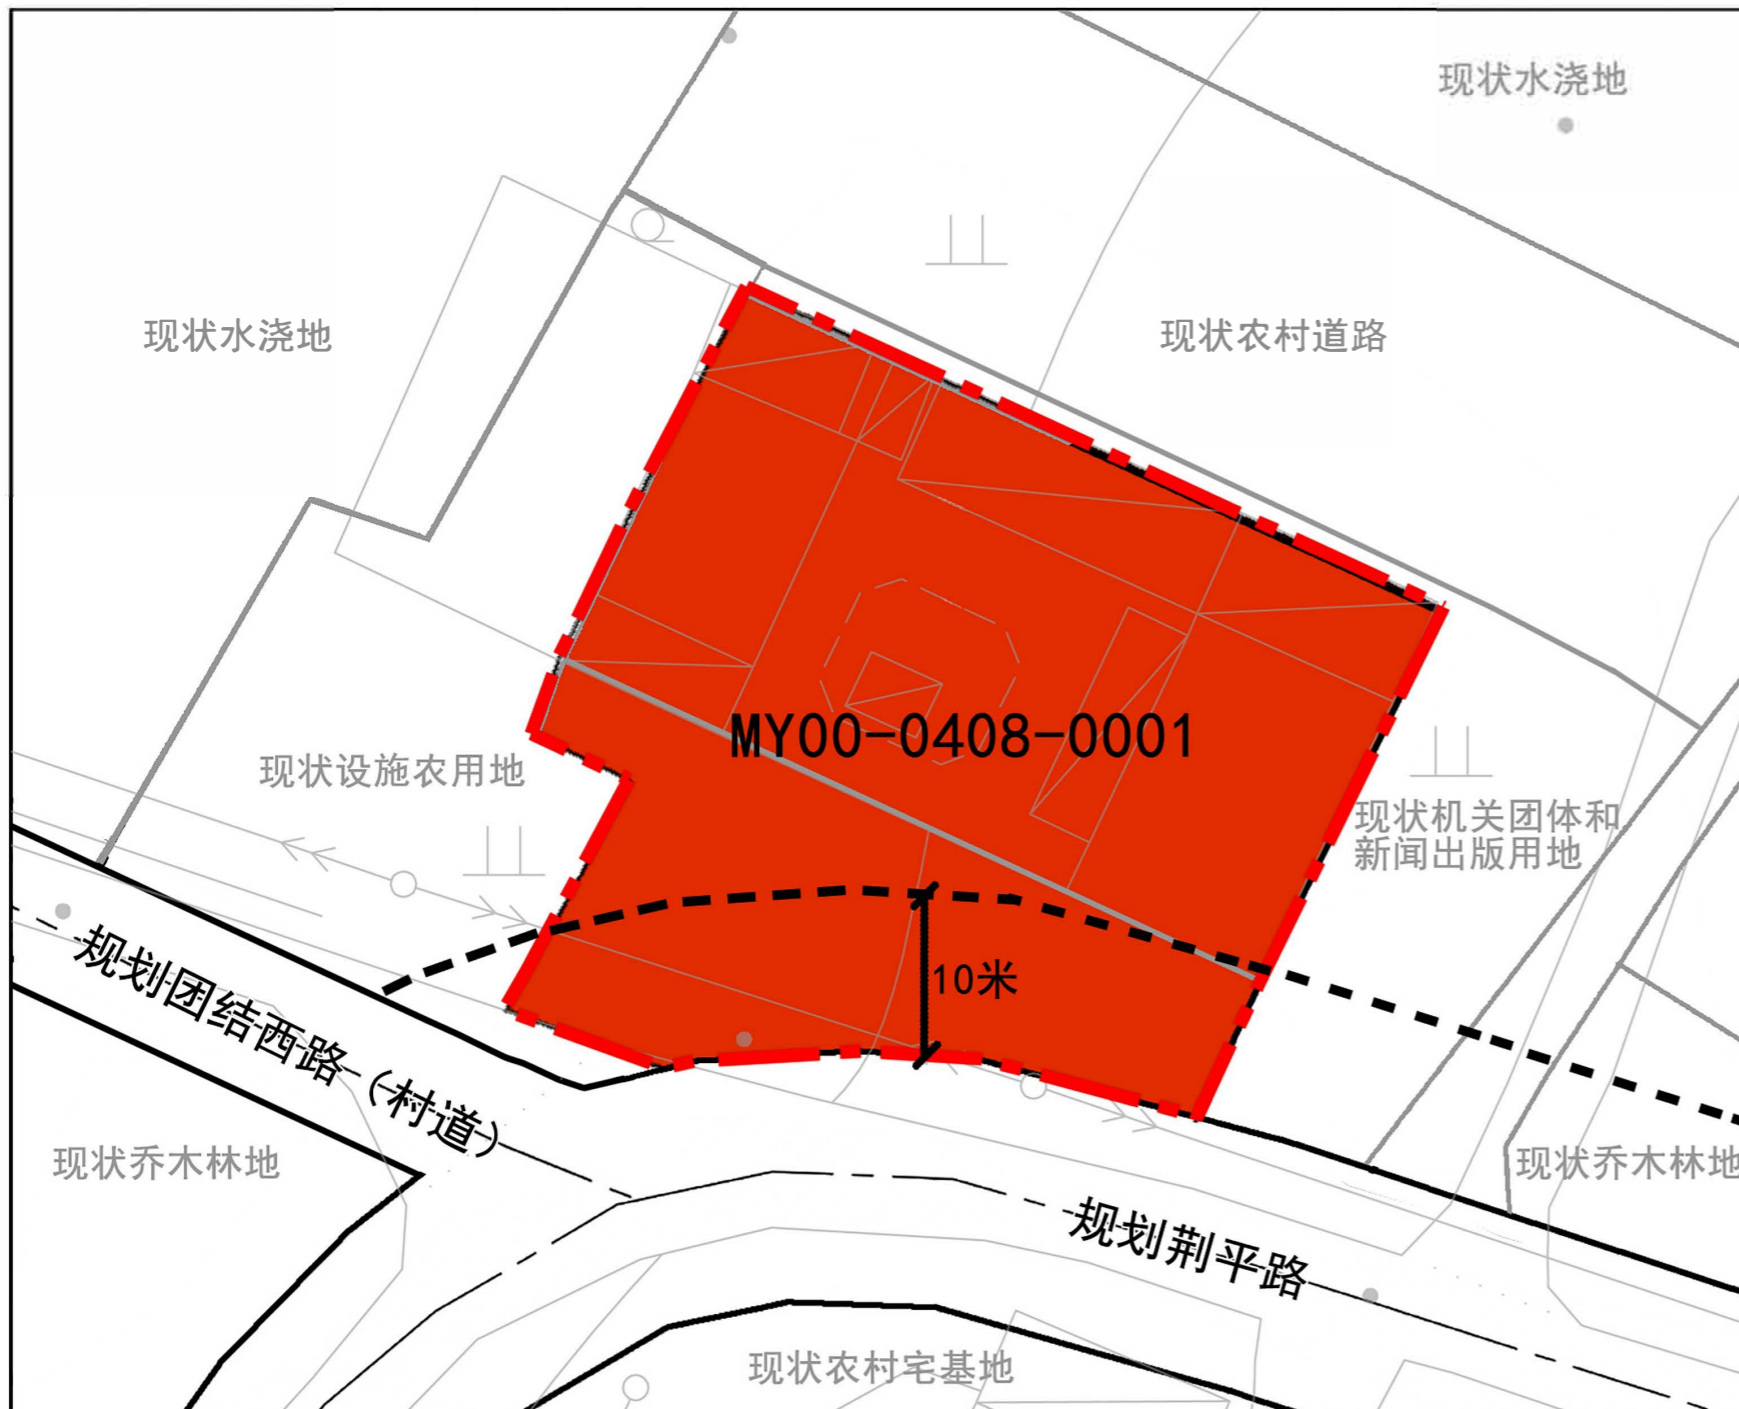 现状水浇地
现状水浇地
现状农村道路
MY00-0408-0001
现状设施农用地
现状机关团体和
新闻出版用地
10米
规划团结西路（村道）
现状乔木林地
现状乔木林地
规划荆平路
现状农村宅基地